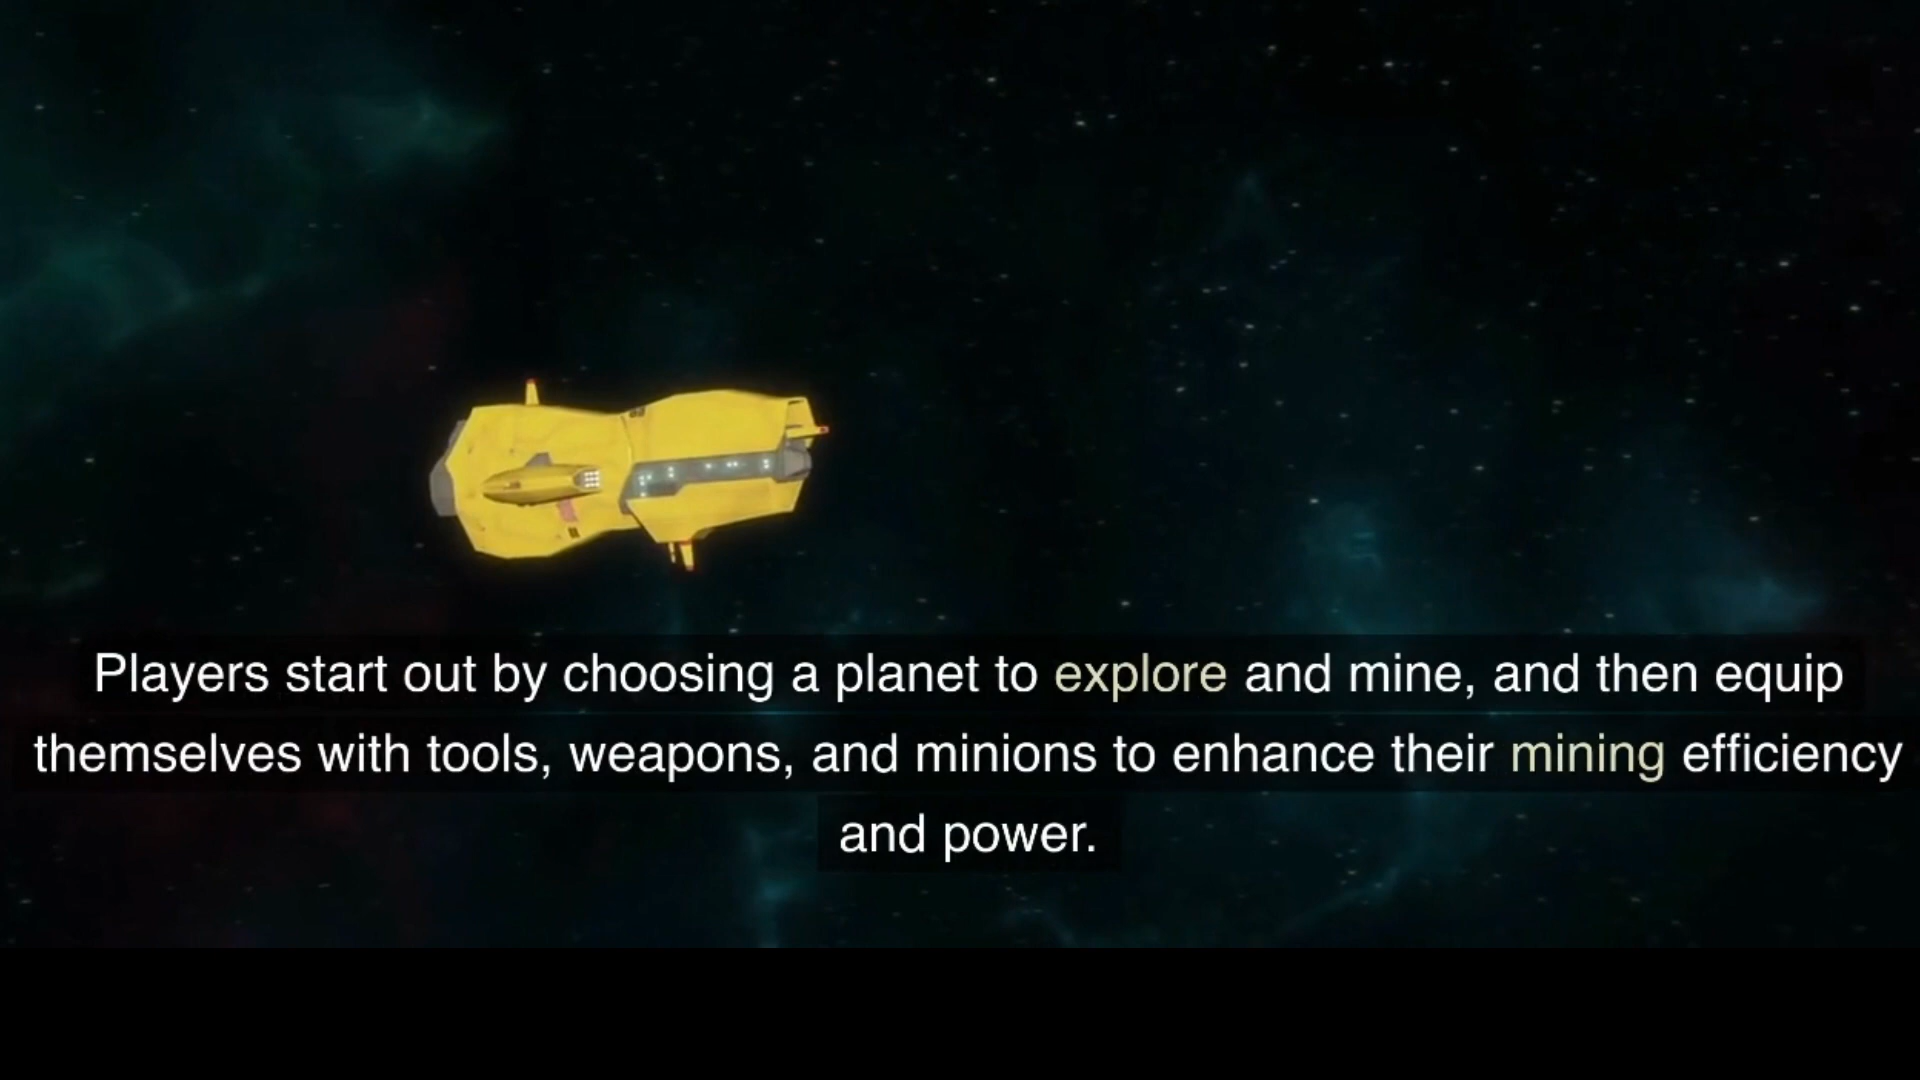 Players start out by choosing a planet to explore and mine, and then equip
themselves with tools, weapons, and minions to enhance their mining efficiency
and power.